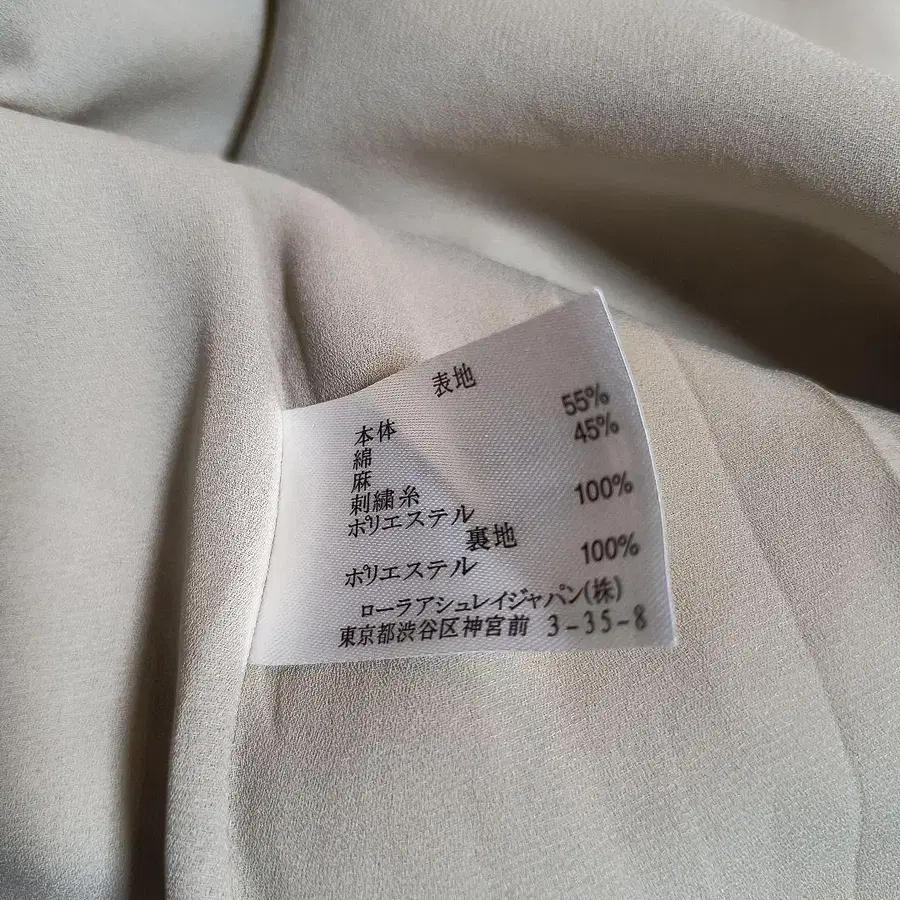 表地
本体
綿 55%
麻 45%
刺繍糸
ポリエステル 100%
裏地
ポリエステル 100%
ローラアシュレイジャパン(株)
東京都渋谷区神宮前 3-35-8